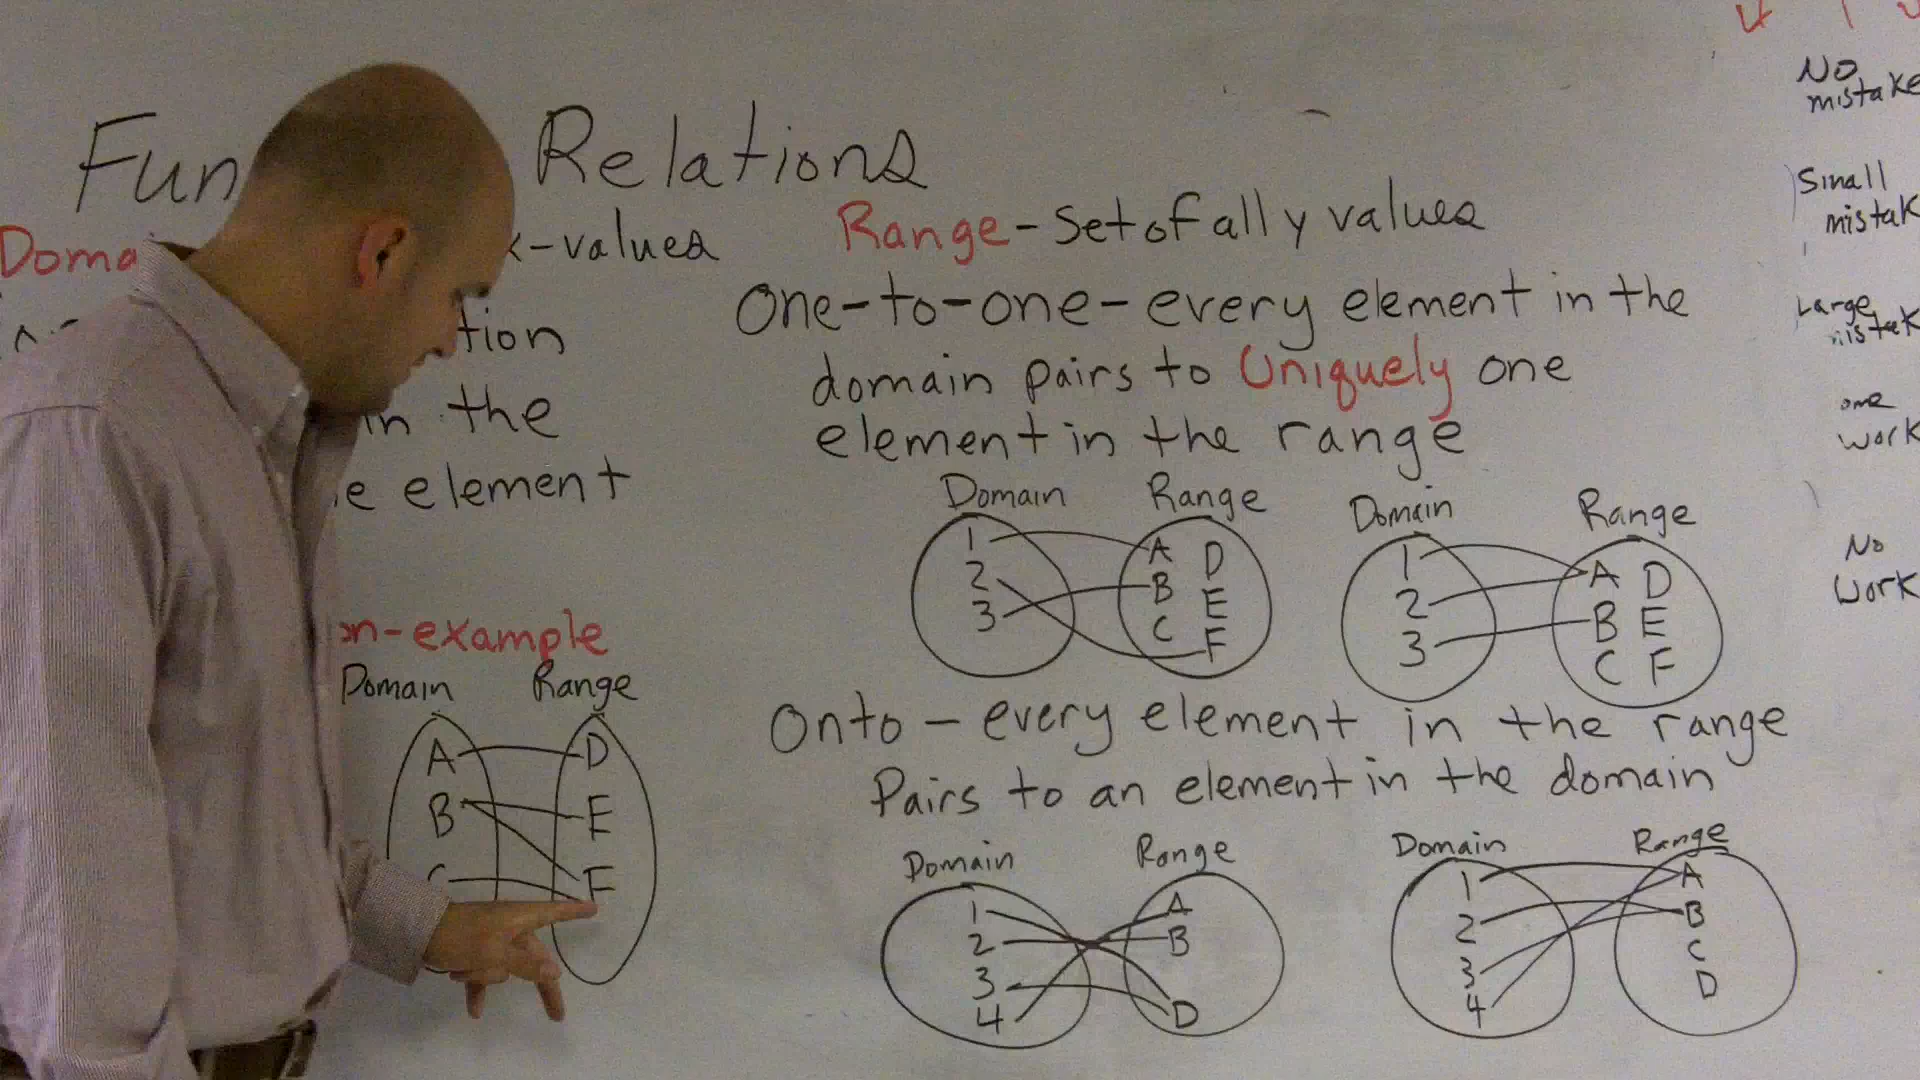 Fun Relations
Doma x-values
Range - Set of all y values
One-to-one - every element in the
domain pairs to Uniquely one
element in the range
tion
in the
e element
on-example
Domain Range
A D
B E
C F
Domain Range
1 A D
2 B E
3 C F
Domain Range
1 A D
2 B E
3 C F
Onto - every element in the range
Pairs to an element in the domain
Domain Range
1 A
2 B
3
4 D
Domain Range
1 A
2 B
3 C
4 D
No
mistake
Small
mistak
Large
mistak
one
work
No
Work